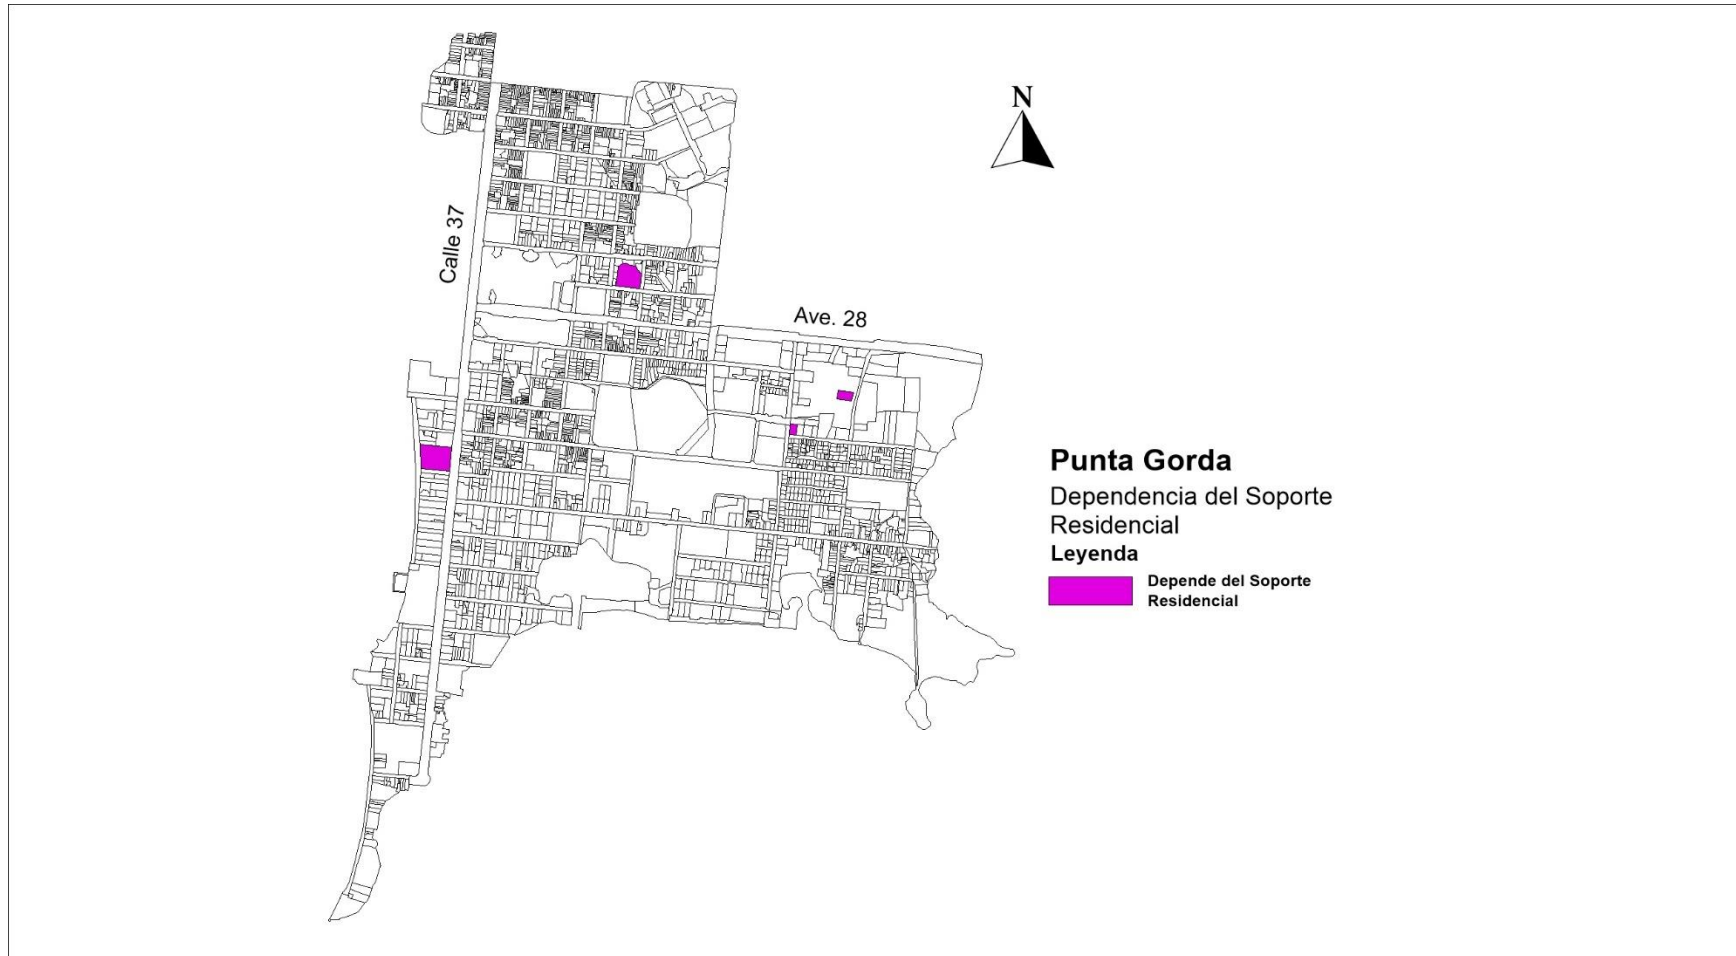 N
Calle 37
Ave. 28
Punta Gorda
Dependencia del Soporte
Residencial
Leyenda
Depende del Soporte
Residencial